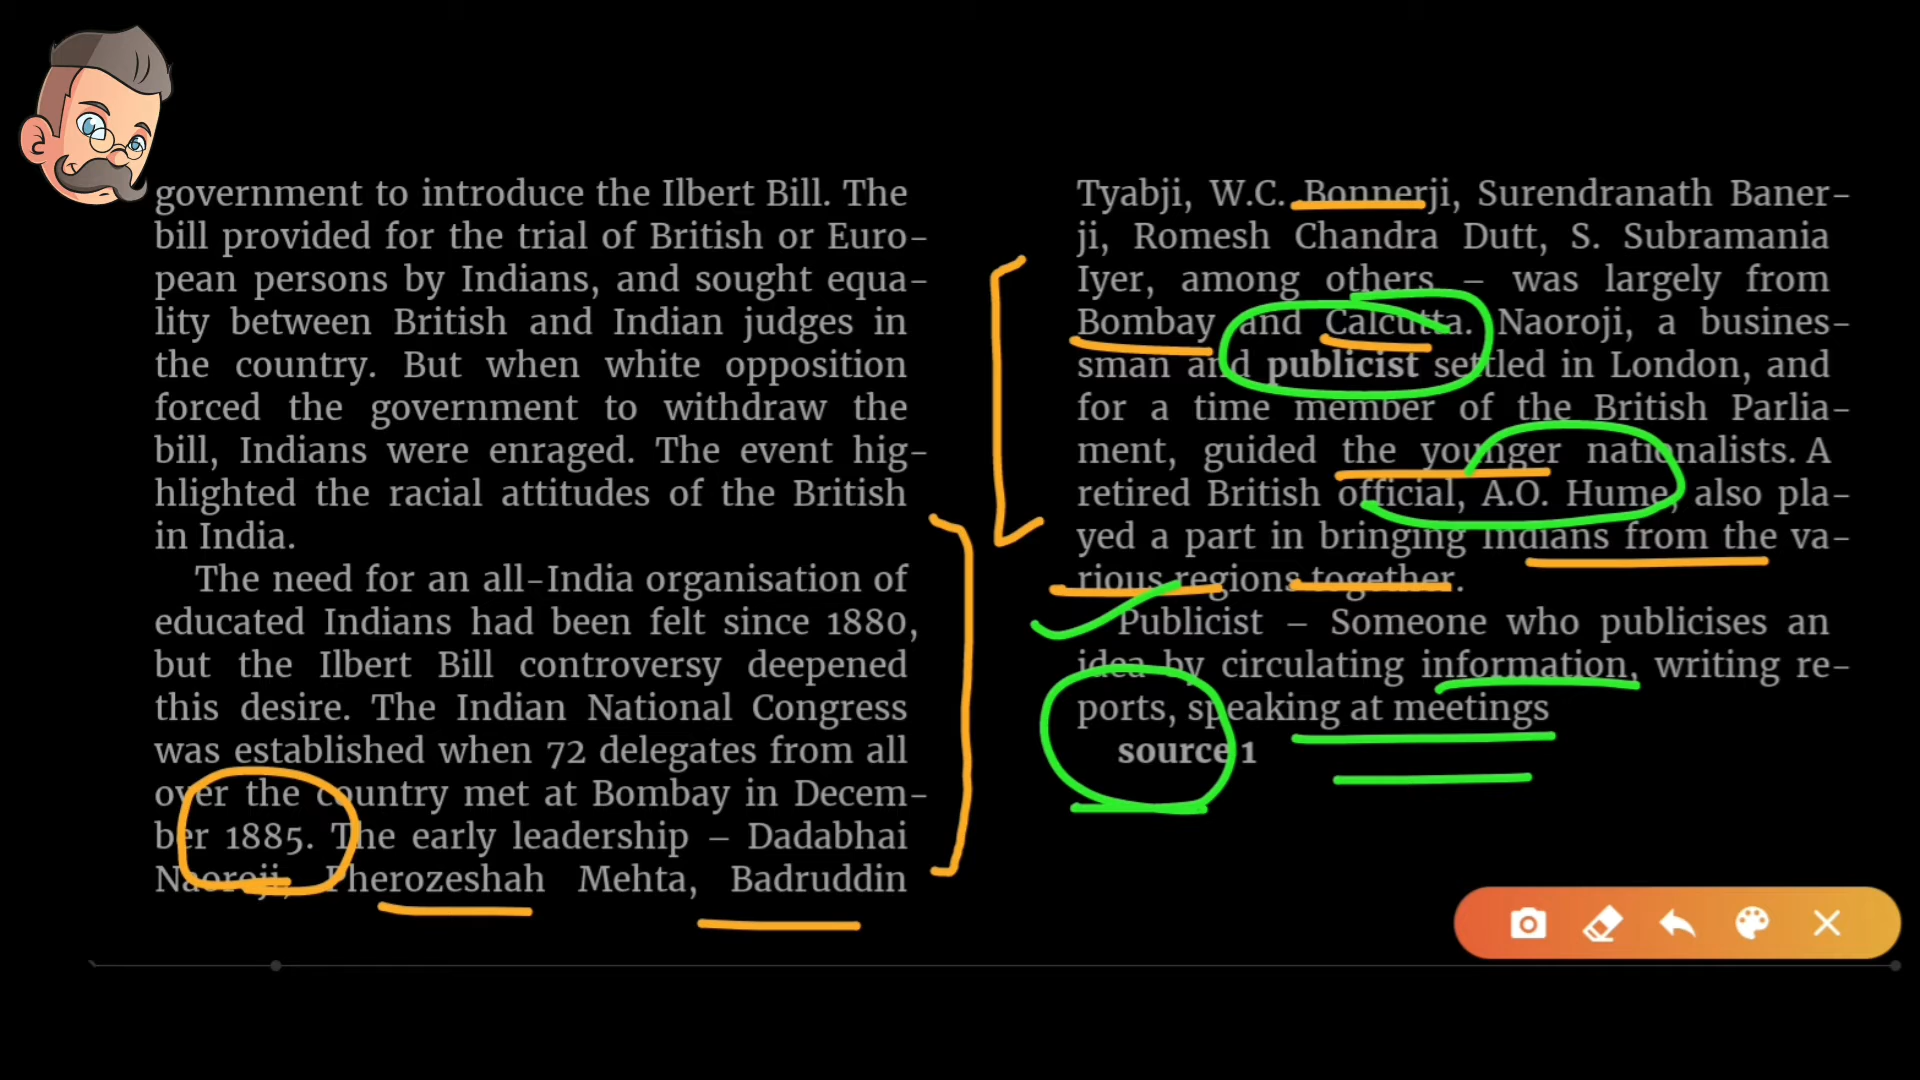 government to introduce the Ilbert Bill. The
bill provided for the trial of British or Euro-
pean persons by Indians, and sought equa-
lity between British and Indian judges in
the country. But when white opposition
forced the government to withdraw the
bill, Indians were enraged. The event hig-
hlighted the racial attitudes of the British
in India.
The need for an all-India organisation of
educated Indians had been felt since 1880,
but the Ilbert Bill controversy deepened
this desire. The Indian National Congress
was established when 72 delegates from all
over the country met at Bombay in Decem-
ber 1885. The early leadership – Dadabhai
Naoroji, Pherozeshah Mehta, Badruddin
Tyabji, W.C. Bonnerji, Surendranath Baner-
ji, Romesh Chandra Dutt, S. Subramania
Iyer, among others – was largely from
Bombay and Calcutta. Naoroji, a busines-
sman and publicist settled in London, and
for a time member of the British Parlia-
ment, guided the younger nationalists. A
retired British official, A.O. Hume, also pla-
yed a part in bringing Indians from the va-
rious regions together.
Publicist – Someone who publicises an
idea by circulating information, writing re-
ports, speaking at meetings
source 1